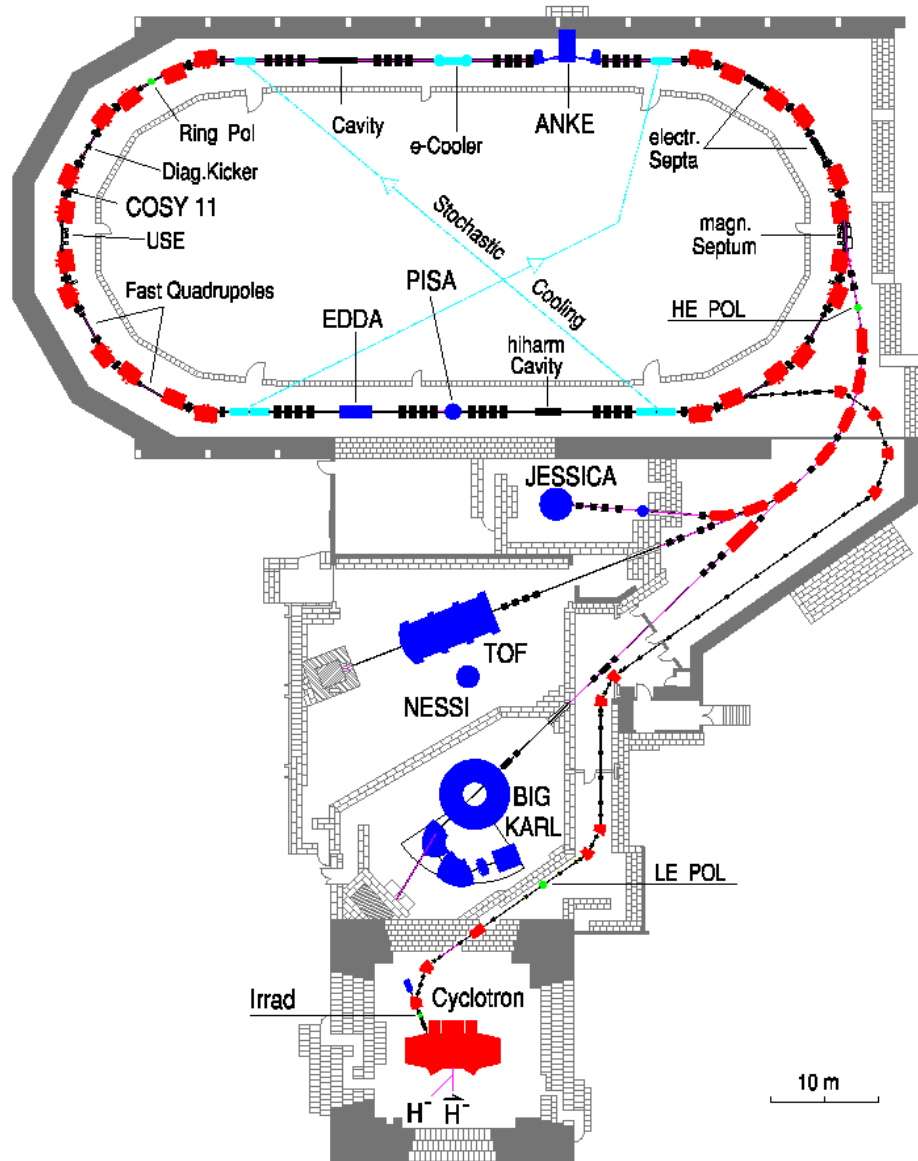 Ring Pol
Cavity
e-Cooler
ANKE
electr.
Septa
Diag.Kicker
COSY 11
USE
Stochastic
Cooling
magn.
Septum
Fast Quadrupoles
PISA
EDDA
hiharm
Cavity
HE POL
JESSICA
TOF
NESSI
BIG
KARL
LE POL
Irrad
Cyclotron
10 m
H⁻
H⁻